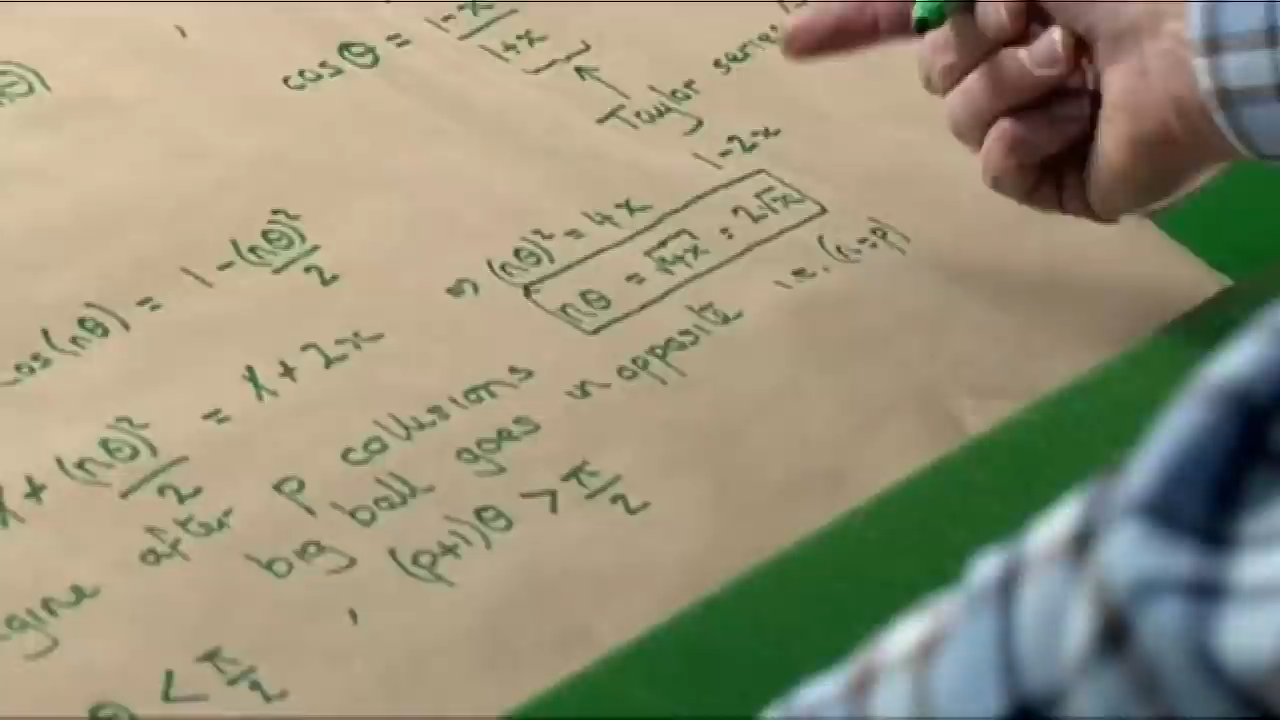 cosθ = 1-x/1+x
Taylor series
1-2x
cos(nθ) = 1 - (nθ)²/2
⇒ (nθ)² = 4x
nθ = √4x = 2√x
x + (nθ)²/2 = x + 2x
after p collisions
big ball goes in opposite i.e. (n=p)
(p+1)θ > π/2
< π/2